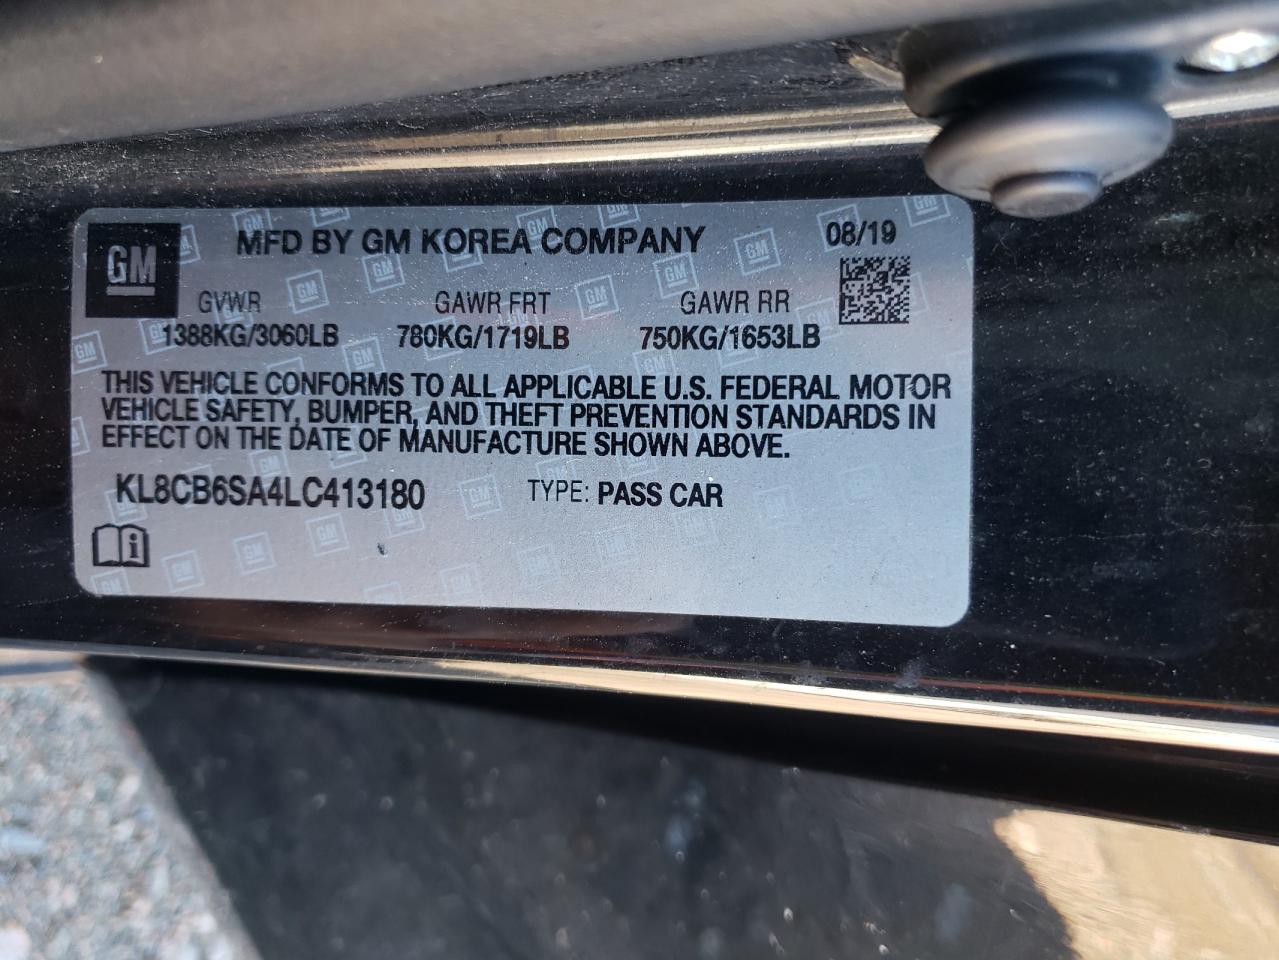 GM
MFD BY GM KOREA COMPANY 08/19
GVWR GAWR FRT GAWR RR
1388KG/3060LB 780KG/1719LB 750KG/1653LB
THIS VEHICLE CONFORMS TO ALL APPLICABLE U.S. FEDERAL MOTOR
VEHICLE SAFETY, BUMPER, AND THEFT PREVENTION STANDARDS IN
EFFECT ON THE DATE OF MANUFACTURE SHOWN ABOVE.
KL8CB6SA4LC413180 TYPE: PASS CAR